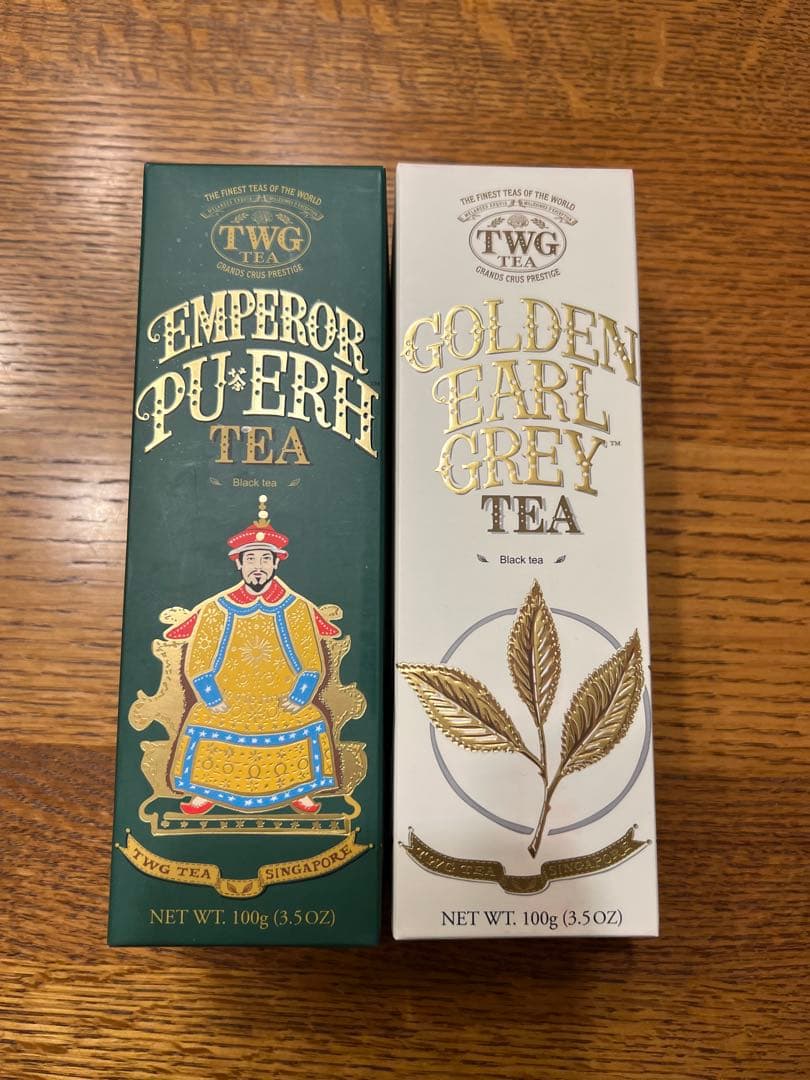 THE FINEST TEAS OF THE WORLD
TWG
TEA
GRANDS CRUS PRESTIGE
EMPEROR
PU ERH
TEA
Black tea
TWG TEA SINGAPORE
NET WT. 100g (3.5 OZ)
THE FINEST TEAS OF THE WORLD
TWG
TEA
GRANDS CRUS PRESTIGE
GOLDEN
EARL
GREY™
TEA
Black tea
TWG TEA SINGAPORE
NET WT. 100g (3.5 OZ)